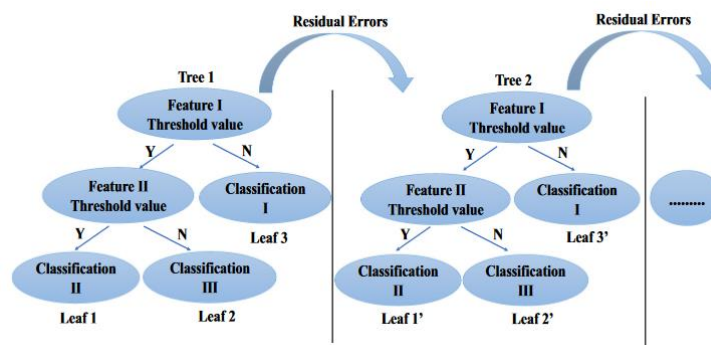 Residual Errors
Residual Errors
Tree 1
Feature I
Threshold value
Y
N
Feature II
Threshold value
Classification
I
Leaf 3
Y
N
Classification
II
Classification
III
Leaf 1
Leaf 2
Tree 2
Feature I
Threshold value
Y
N
Feature II
Threshold value
Classification
I
Leaf 3’
Y
N
Classification
II
Classification
III
Leaf 1’
Leaf 2’
.........